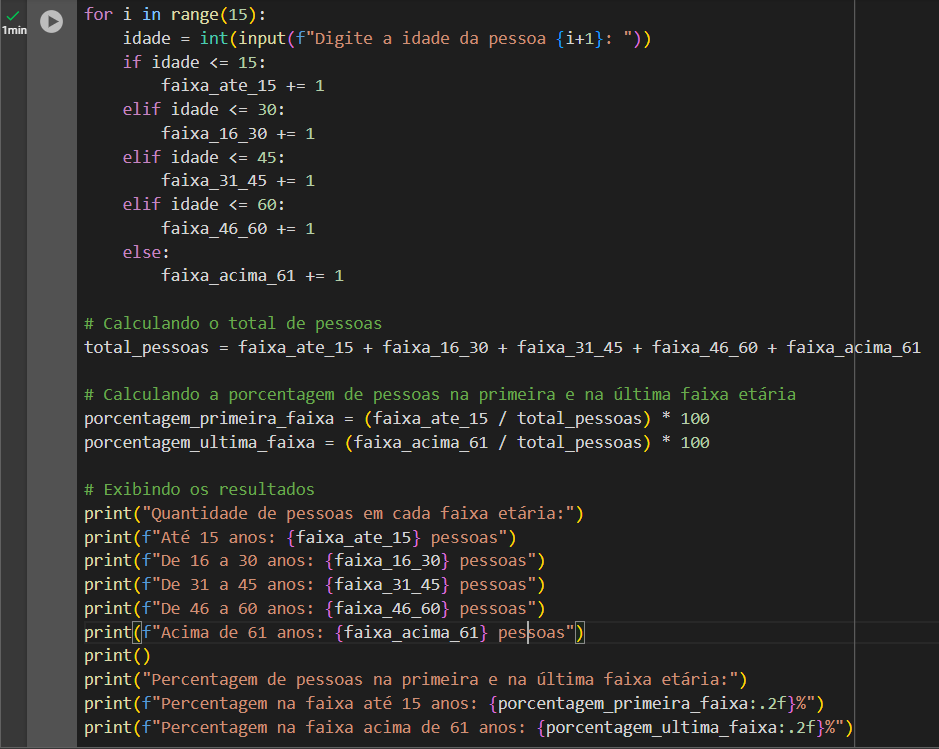 1min
for i in range(15):
    idade = int(input(f"Digite a idade da pessoa {i+1}: "))
    if idade <= 15:
        faixa_ate_15 += 1
    elif idade <= 30:
        faixa_16_30 += 1
    elif idade <= 45:
        faixa_31_45 += 1
    elif idade <= 60:
        faixa_46_60 += 1
    else:
        faixa_acima_61 += 1

# Calculando o total de pessoas
total_pessoas = faixa_ate_15 + faixa_16_30 + faixa_31_45 + faixa_46_60 + faixa_acima_61

# Calculando a porcentagem de pessoas na primeira e na última faixa etária
porcentagem_primeira_faixa = (faixa_ate_15 / total_pessoas) * 100
porcentagem_ultima_faixa = (faixa_acima_61 / total_pessoas) * 100

# Exibindo os resultados
print("Quantidade de pessoas em cada faixa etária:")
print(f"Até 15 anos: {faixa_ate_15} pessoas")
print(f"De 16 a 30 anos: {faixa_16_30} pessoas")
print(f"De 31 a 45 anos: {faixa_31_45} pessoas")
print(f"De 46 a 60 anos: {faixa_46_60} pessoas")
print(f"Acima de 61 anos: {faixa_acima_61} pessoas")
print()
print("Percentagem de pessoas na primeira e na última faixa etária:")
print(f"Percentagem na faixa até 15 anos: {porcentagem_primeira_faixa:.2f}%")
print(f"Percentagem na faixa acima de 61 anos: {porcentagem_ultima_faixa:.2f}%")